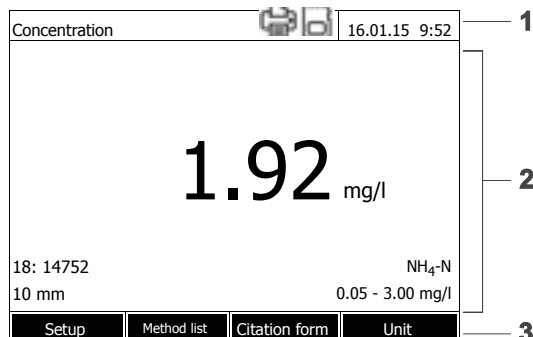 Concentration 16.01.15 9:52 1
1.92 mg/l 2
18: 14752 NH₄-N
10 mm 0.05 - 3.00 mg/l
Setup Method list Citation form Unit 3